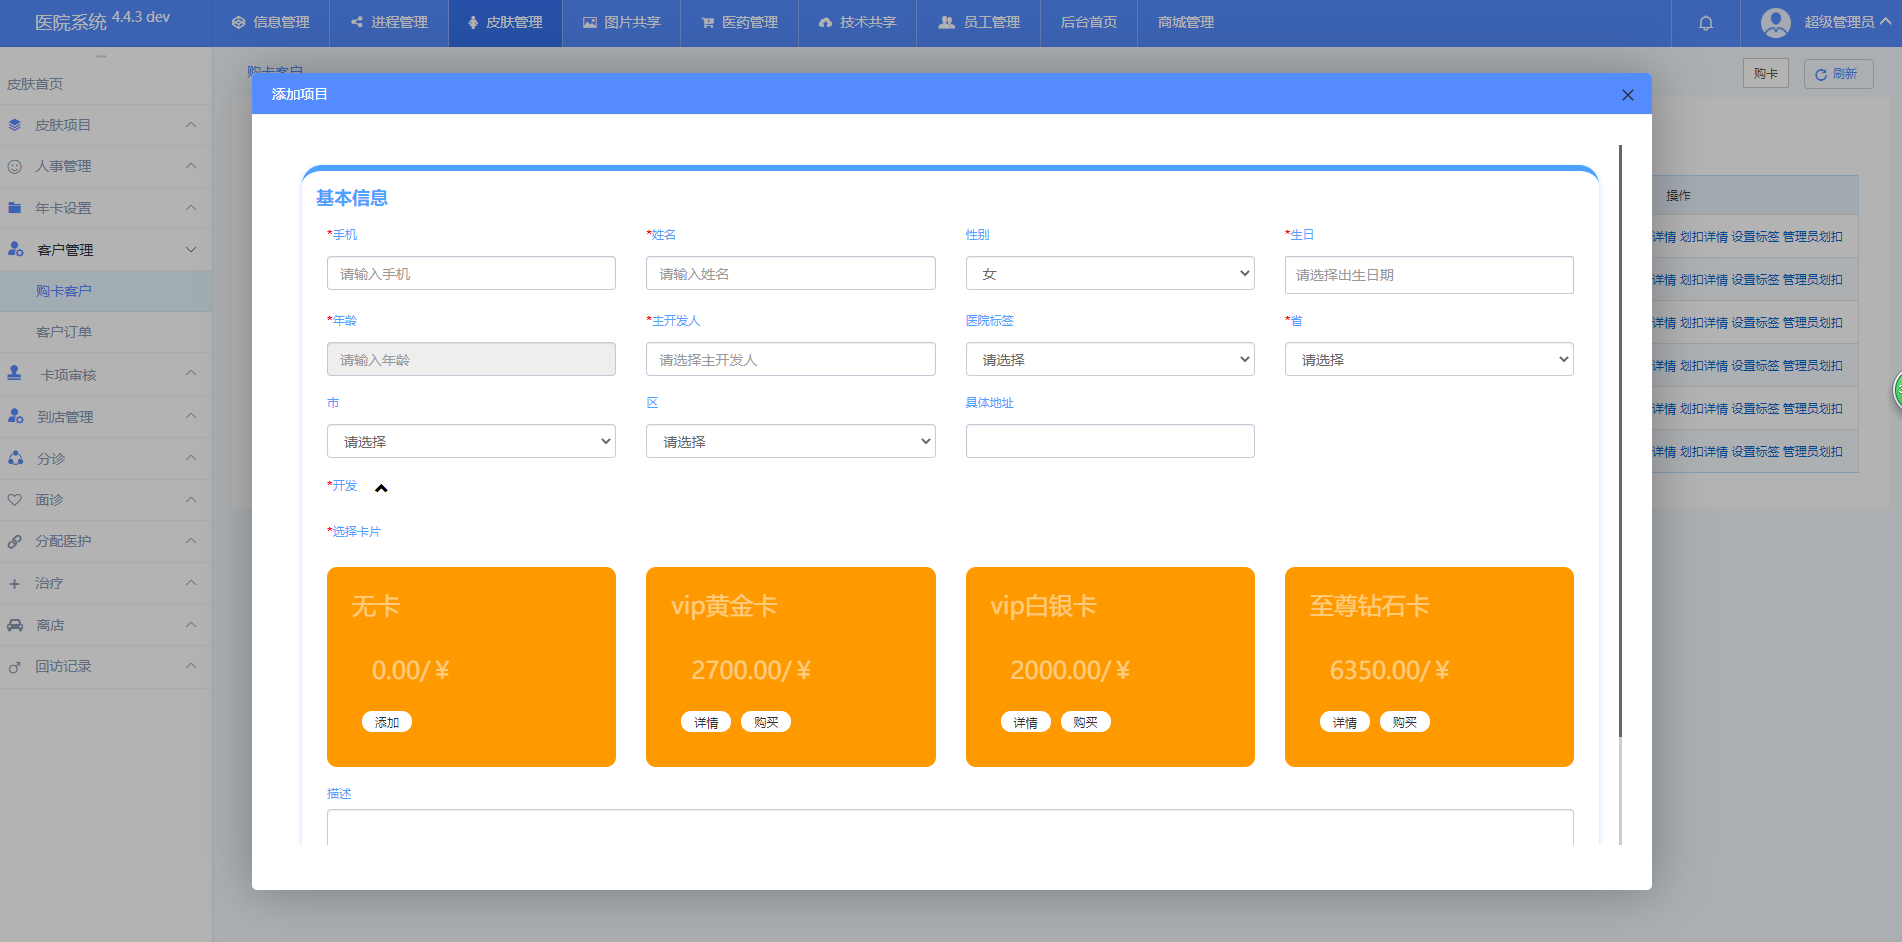 医院系统 4.4.3 dev
信息管理
进程管理
皮肤管理
图片共享
医药管理
技术共享
员工管理
后台首页
商城管理
超级管理员
皮肤首页
皮肤项目
人事管理
年卡设置
客户管理
购卡客户
客户订单
卡项审核
到店管理
分诊
面诊
分配医护
治疗
离店
回访记录
购卡客户
购卡
刷新
添加项目
基本信息
*手机
*姓名
性别
*生日
请输入手机
请输入姓名
女
请选择出生日期
*年龄
*主开发人
医院标签
*省
请输入年龄
请选择主开发人
请选择
请选择
市
区
具体地址
请选择
请选择
*开发
*选择卡片
无卡
0.00/￥
添加
vip黄金卡
2700.00/￥
详情 购买
vip白银卡
2000.00/￥
详情 购买
至尊钻石卡
6350.00/￥
详情 购买
描述
操作
详情 划扣详情 设置标签 管理员划扣
详情 划扣详情 设置标签 管理员划扣
详情 划扣详情 设置标签 管理员划扣
详情 划扣详情 设置标签 管理员划扣
详情 划扣详情 设置标签 管理员划扣
详情 划扣详情 设置标签 管理员划扣